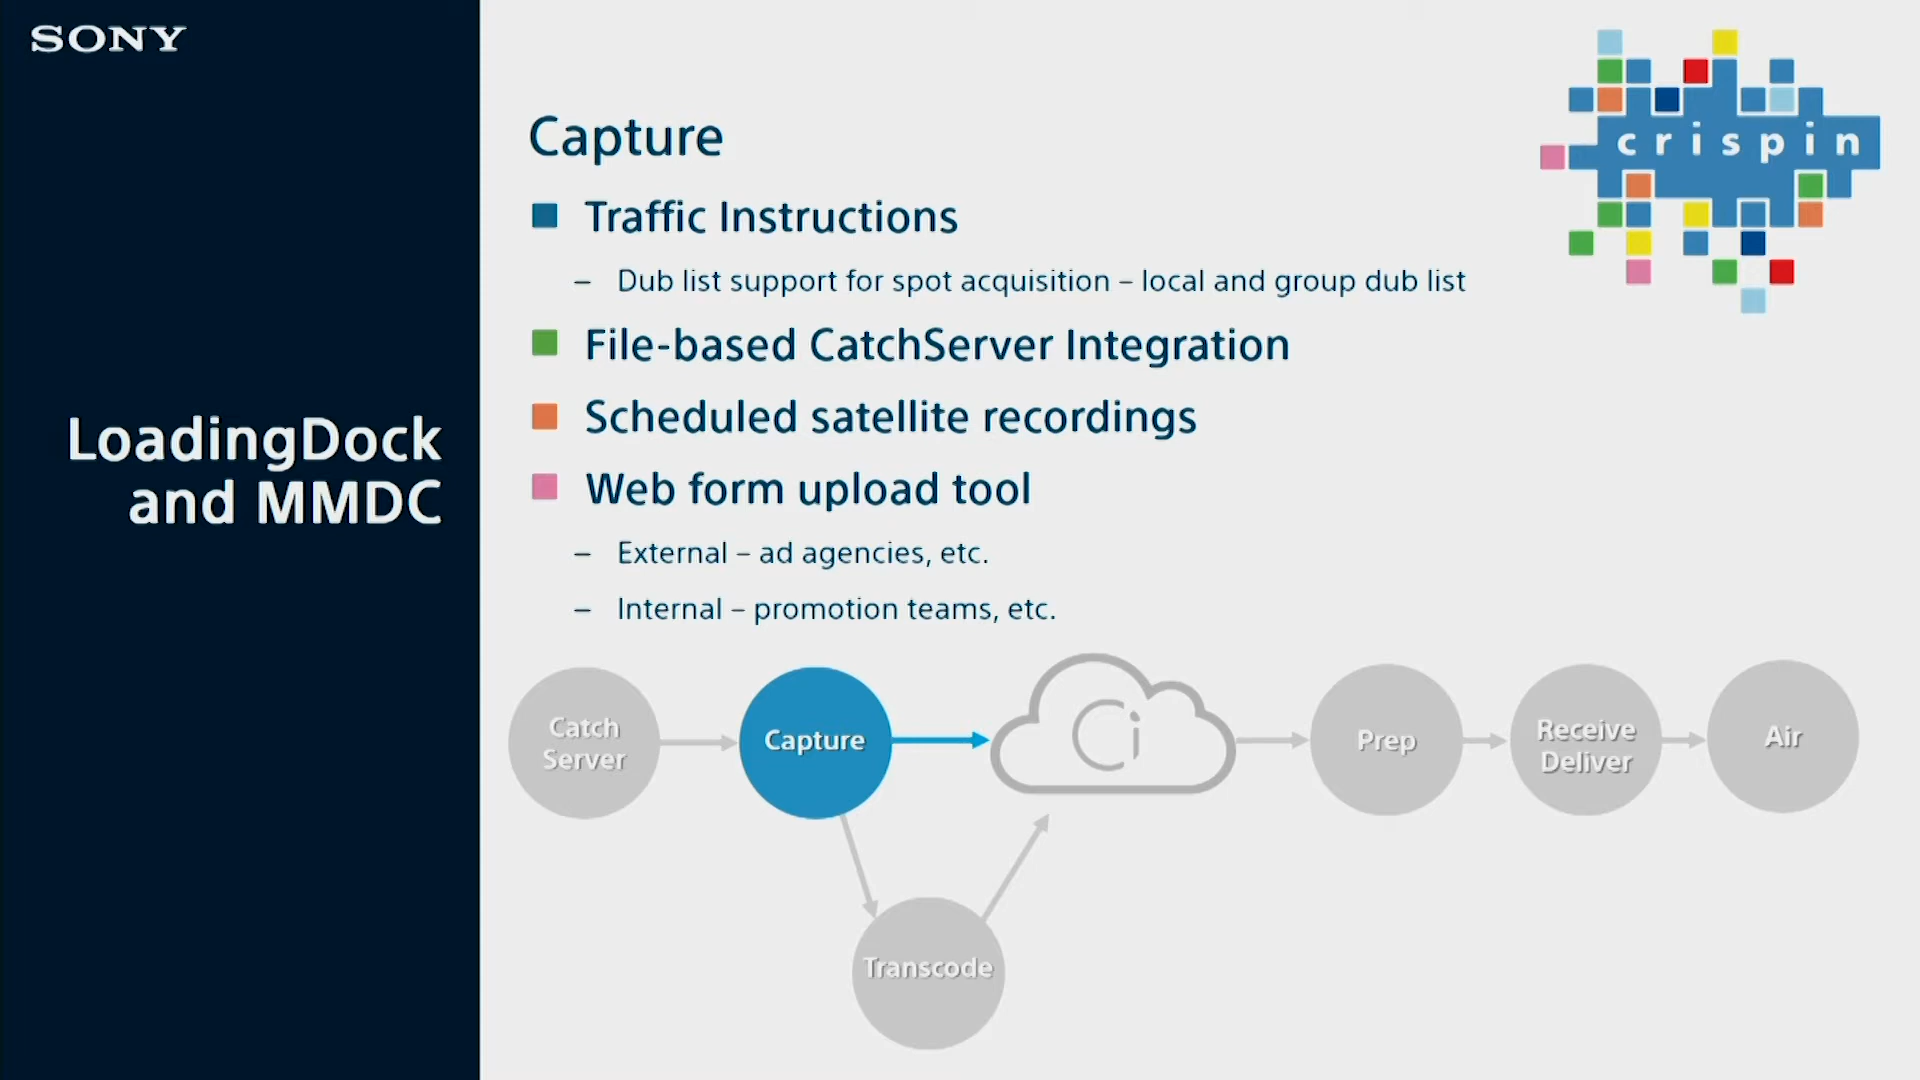 SONY
crispin
LoadingDock
and MMDC
Capture
Traffic Instructions
– Dub list support for spot acquisition – local and group dub list
File-based CatchServer Integration
Scheduled satellite recordings
Web form upload tool
– External – ad agencies, etc.
– Internal – promotion teams, etc.
Catch
Server
Capture
Ci
Prep
Receive
Deliver
Air
Transcode